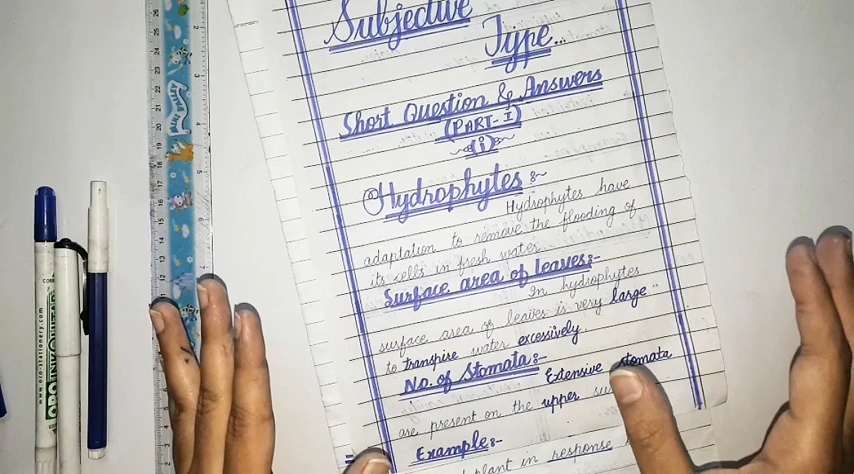 Subjective
Type...
Short Question & Answers
(PART-I)
(i)
Hydrophytes:-
Hydrophytes have
adaptation to remove the flooding of
its cells in fresh water.
Surface area of leaves:-
In hydrophytes
surface area of leaves is very large
to transpire water excessively.
No. of Stomata:-
Extensive stomata
are present on the upper
Example:-
plant in response